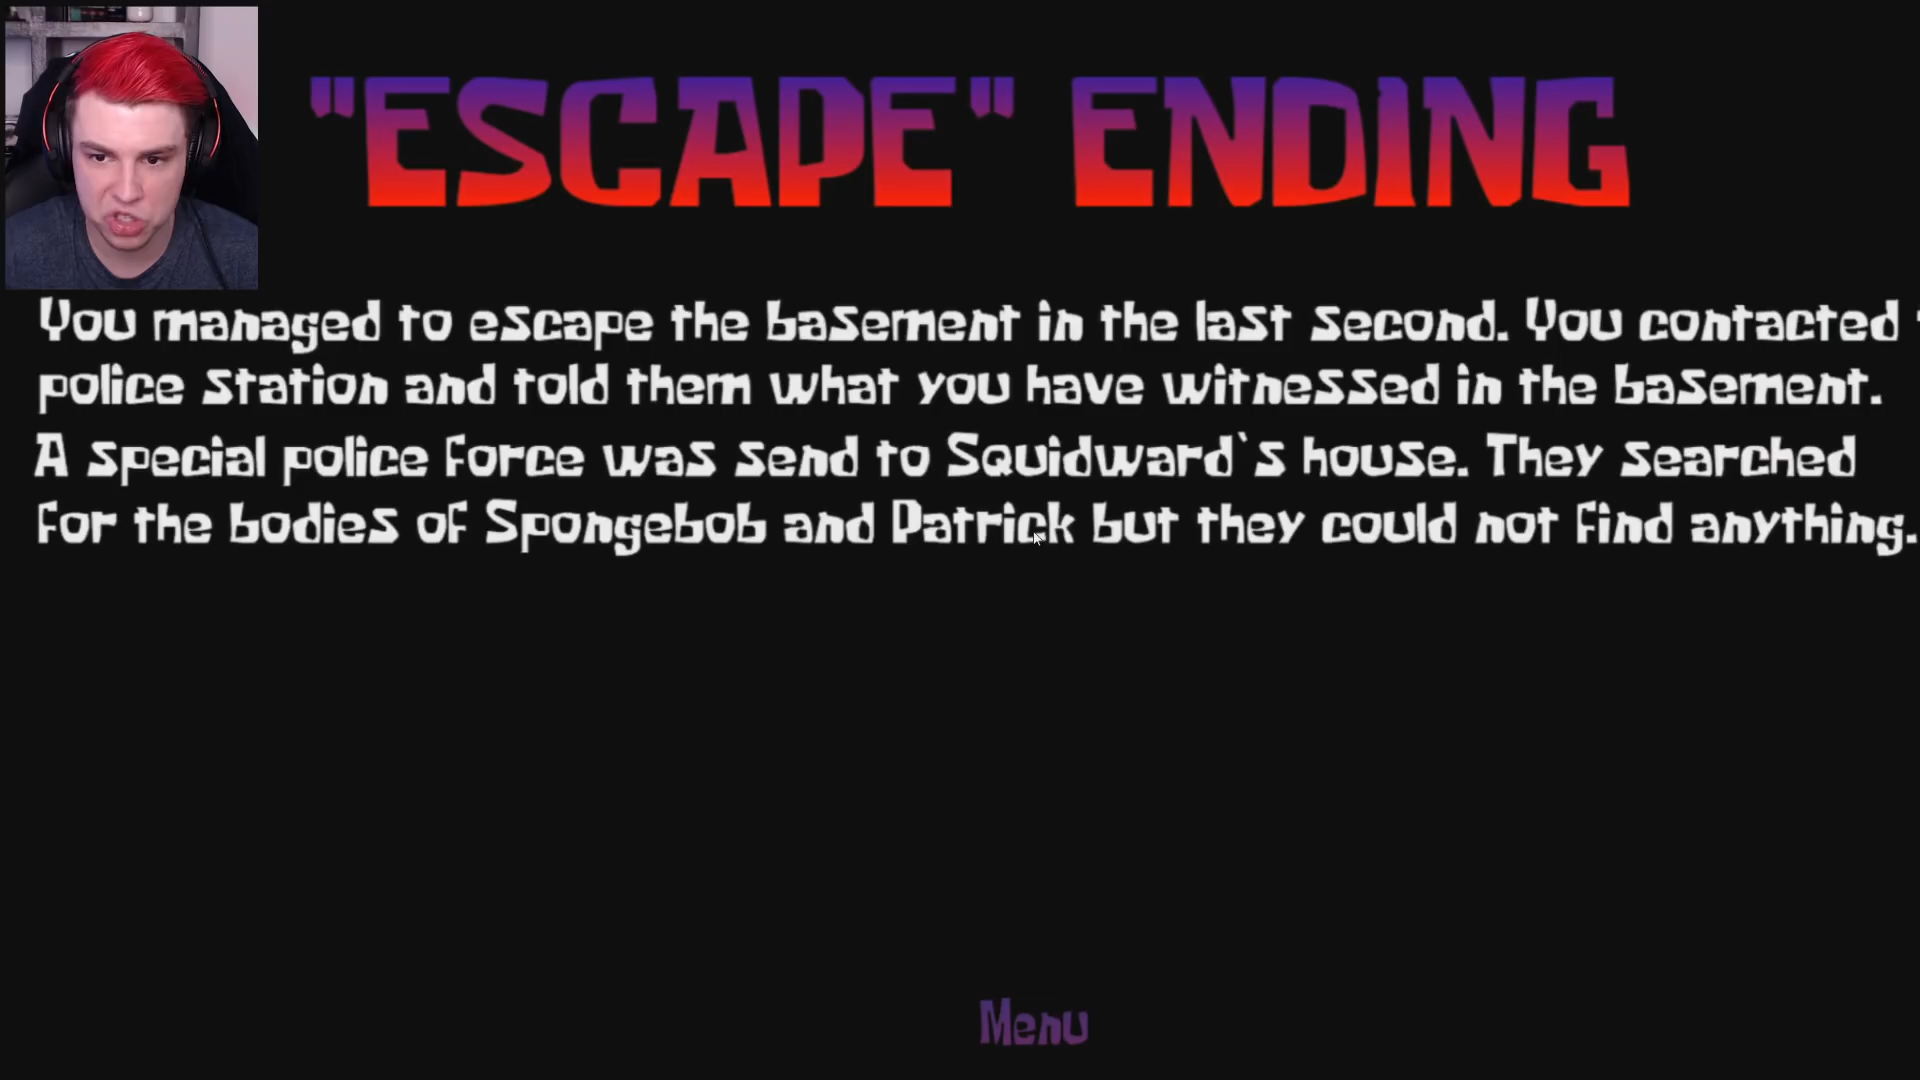 "ESCAPE" ENDING
You managed to escape the basement in the last second. You contacted
police station and told them what you have witnessed in the basement.
A special police force was send to Squidward`s house. They searched
for the bodies of Spongebob and Patrick but they could not find anything.
Menu